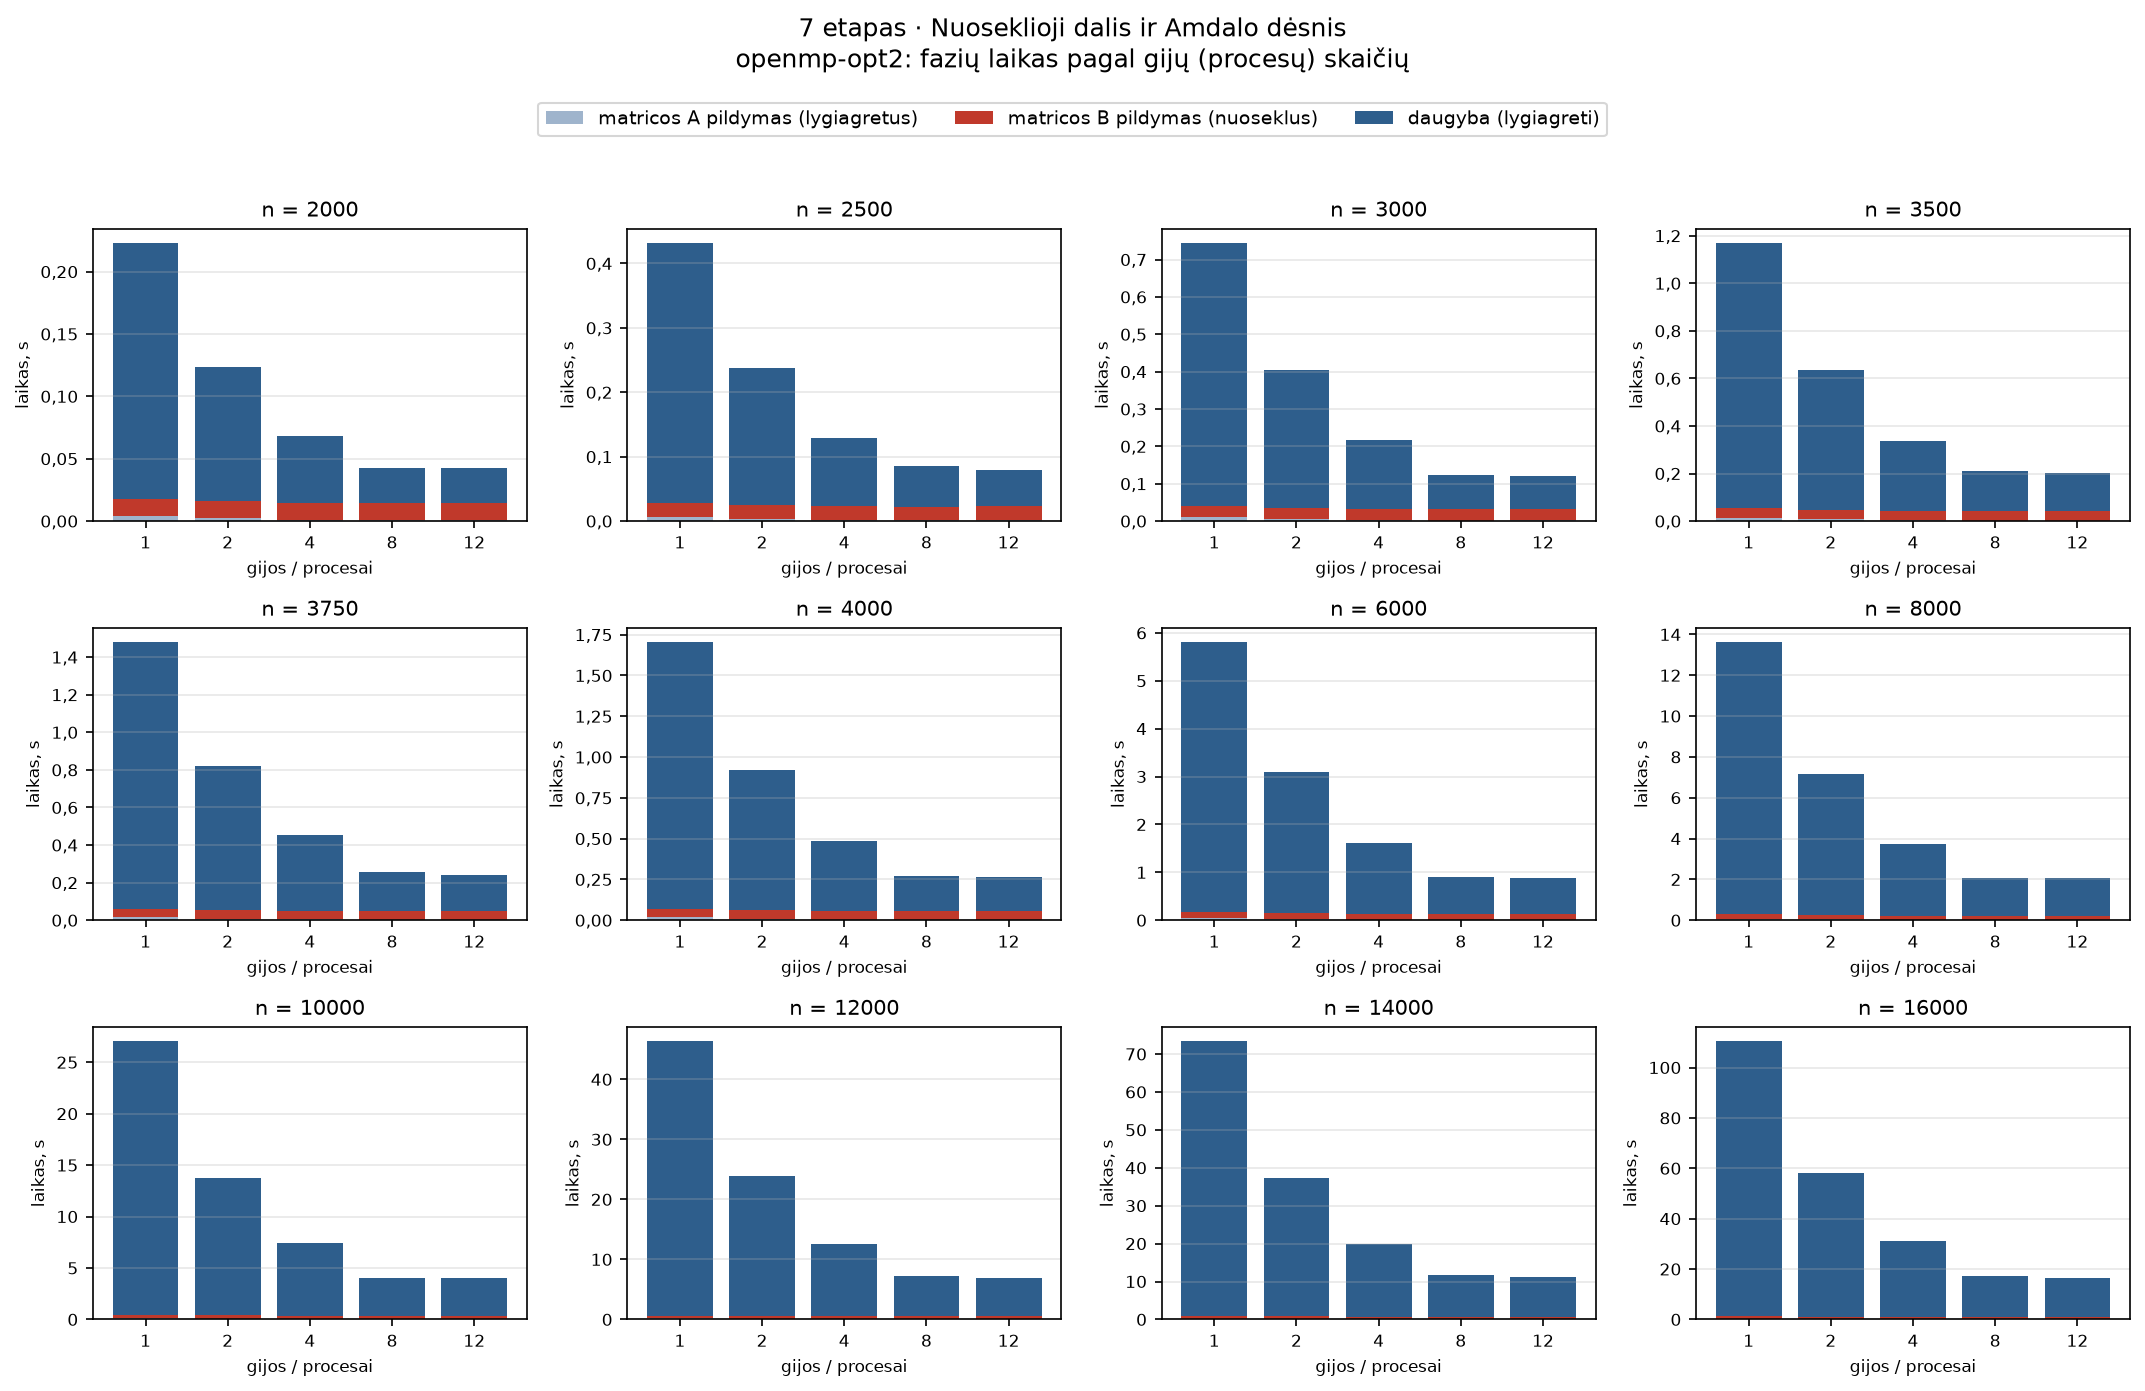 7 etapas · Nuoseklioji dalis ir Amdalo dėsnis
openmp-opt2: fazių laikas pagal gijų (procesų) skaičių
matricos A pildymas (lygiagretus) matricos B pildymas (nuoseklus) daugyba (lygiagreti)
n = 2000
laikas, s
0,20
0,15
0,10
0,05
0,00
1 2 4 8 12
gijos / procesai
n = 2500
laikas, s
0,4
0,3
0,2
0,1
0,0
1 2 4 8 12
gijos / procesai
n = 3000
laikas, s
0,7
0,6
0,5
0,4
0,3
0,2
0,1
0,0
1 2 4 8 12
gijos / procesai
n = 3500
laikas, s
1,2
1,0
0,8
0,6
0,4
0,2
0,0
1 2 4 8 12
gijos / procesai
n = 3750
laikas, s
1,4
1,2
1,0
0,8
0,6
0,4
0,2
0,0
1 2 4 8 12
gijos / procesai
n = 4000
laikas, s
1,75
1,50
1,25
1,00
0,75
0,50
0,25
0,00
1 2 4 8 12
gijos / procesai
n = 6000
laikas, s
6
5
4
3
2
1
0
1 2 4 8 12
gijos / procesai
n = 8000
laikas, s
14
12
10
8
6
4
2
0
1 2 4 8 12
gijos / procesai
n = 10000
laikas, s
25
20
15
10
5
0
1 2 4 8 12
gijos / procesai
n = 12000
laikas, s
40
30
20
10
0
1 2 4 8 12
gijos / procesai
n = 14000
laikas, s
70
60
50
40
30
20
10
0
1 2 4 8 12
gijos / procesai
n = 16000
laikas, s
100
80
60
40
20
0
1 2 4 8 12
gijos / procesai